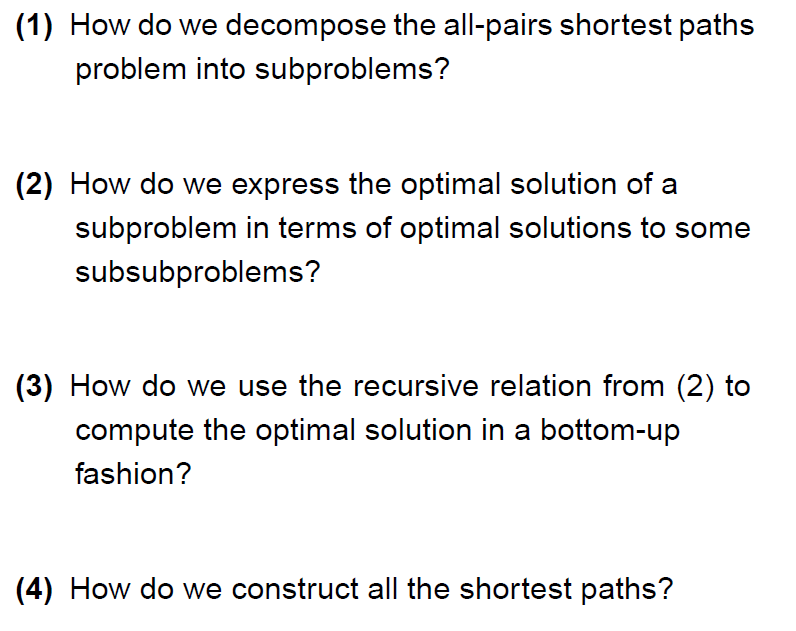 (1) How do we decompose the all-pairs shortest paths
problem into subproblems?
(2) How do we express the optimal solution of a
subproblem in terms of optimal solutions to some
subsubproblems?
(3) How do we use the recursive relation from (2) to
compute the optimal solution in a bottom-up
fashion?
(4) How do we construct all the shortest paths?